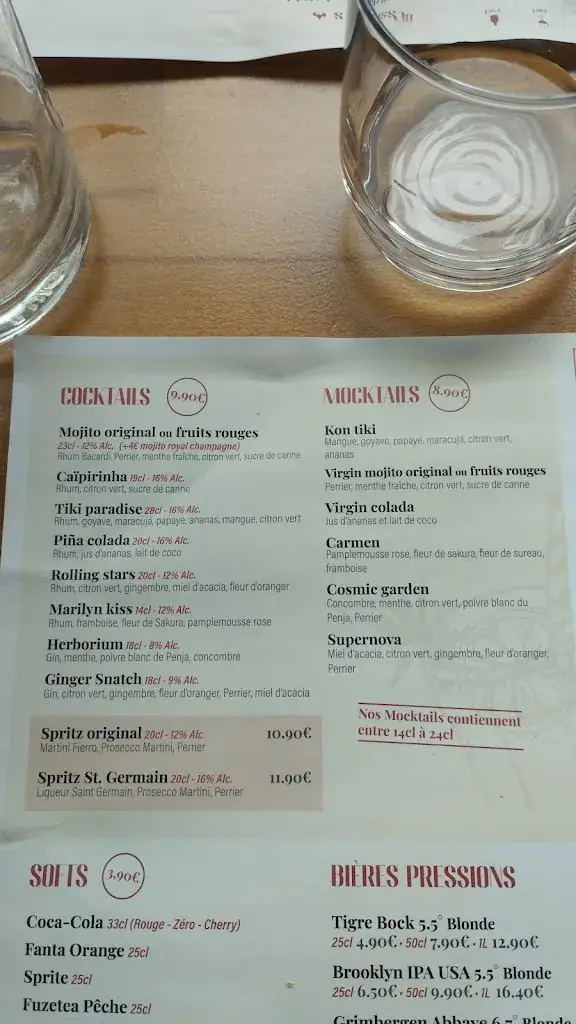 COCKTAILS 9.90€
Mojito original ou fruits rouges
23cl - 12% Alc. (+4€ mojito royal champagne)
Rhum Bacardi, Perrier, menthe fraîche, citron vert, sucre de canne
Caïpirinha 19cl - 16% Alc.
Rhum, citron vert, sucre de canne
Tiki paradise 28cl - 16% Alc.
Rhum, goyave, maracuja, papaye, ananas, mangue, citron vert
Piña colada 20cl - 16% Alc.
Rhum, jus d'ananas, lait de coco
Rolling stars 20cl - 12% Alc.
Rhum, citron vert, gingembre, miel d'acacia, fleur d'oranger
Marilyn kiss 14cl - 12% Alc.
Rhum, framboise, fleur de Sakura, pamplemousse rose
Herborium 18cl - 8% Alc.
Gin, menthe, poivre blanc de Penja, concombre
Ginger Snatch 18cl - 9% Alc.
Gin, citron vert, gingembre, fleur d'oranger, Perrier, miel d'acacia
Spritz original 20cl - 12% Alc. 10.90€
Martini Fierro, Prosecco Martini, Perrier
Spritz St. Germain 20cl - 16% Alc. 11.90€
Liqueur Saint Germain, Prosecco Martini, Perrier
MOCKTAILS 8.90€
Kon tiki
Mangue, goyave, papaye, maracujá, citron vert,
ananas
Virgin mojito original ou fruits rouges
Perrier, menthe fraîche, citron vert, sucre de canne
Virgin colada
Jus d'ananas et lait de coco
Carmen
Pamplemousse rose, fleur de sakura, fleur de sureau,
framboise
Cosmic garden
Concombre, menthe, citron vert, poivre blanc du
Penja, Perrier
Supernova
Miel d'acacia, citron vert, gingembre, fleur d'oranger,
Perrier
Nos Mocktails contiennent
entre 14cl à 24cl
SOFTS 3.90€
Coca-Cola 33cl (Rouge - Zéro - Cherry)
Fanta Orange 25cl
Sprite 25cl
Fuzetea Pêche 25cl
BIÈRES PRESSIONS
Tigre Bock 5.5° Blonde
25cl 4.90€ • 50cl 7.90€ • 1L 12.90€
Brooklyn IPA USA 5.5° Blonde
25cl 6.50€ • 50cl 9.90€ • 1L 16.40€
Grimbergen Abbaye 6.7° Blonde